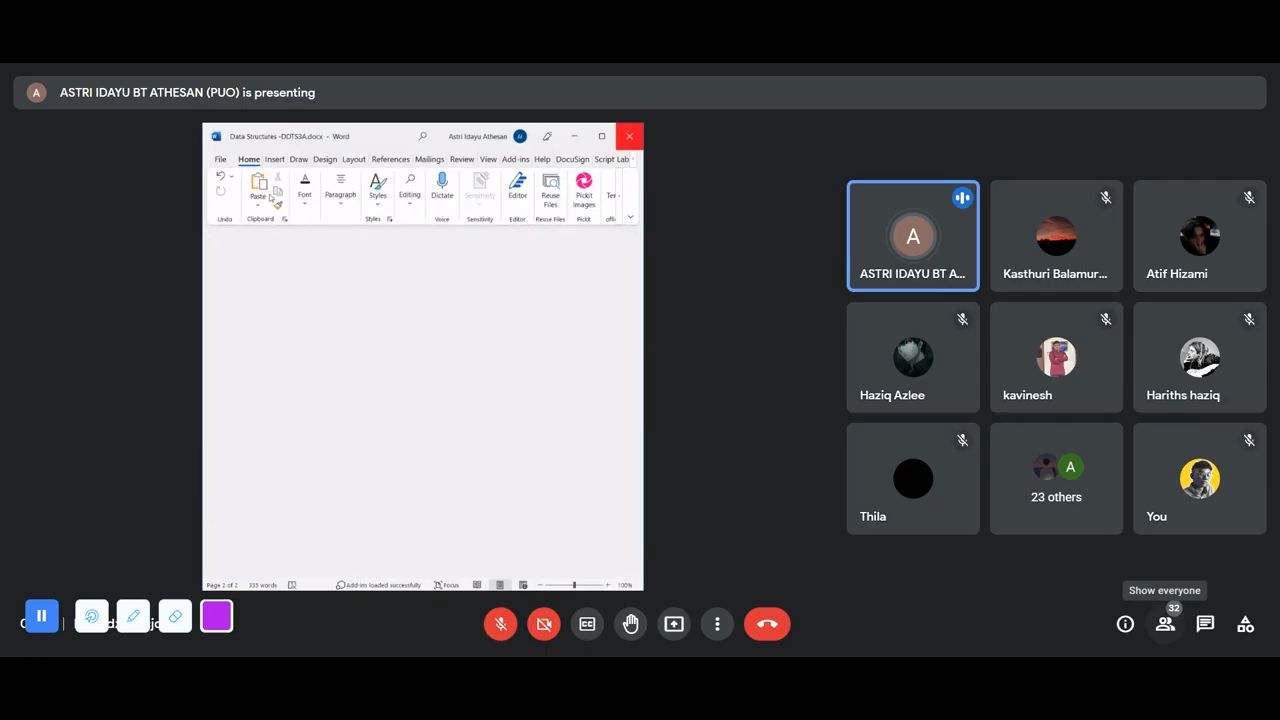 A ASTRI IDAYU BT ATHESAN (PUO) is presenting
Data Structures -DDTS3A.docx - Word
Astri Idayu Athesan
File Home Insert Draw Design Layout References Mailings Review View Add-ins Help DocuSign Script Lab
Paste Font Paragraph Styles Editing Dictate Sensitivity Editor Reuse Files Pickit Images
Undo Clipboard Styles Voice Sensitivity Editor Reuse Files Pickit
A
ASTRI IDAYU BT A...
Kasthuri Balamur...
Atif Hizami
Haziq Azlee
kavinesh
Hariths haziq
A
Thila
23 others
You
Page 2 of 2 335 words Add-ins loaded successfully Focus 100%
Show everyone
32